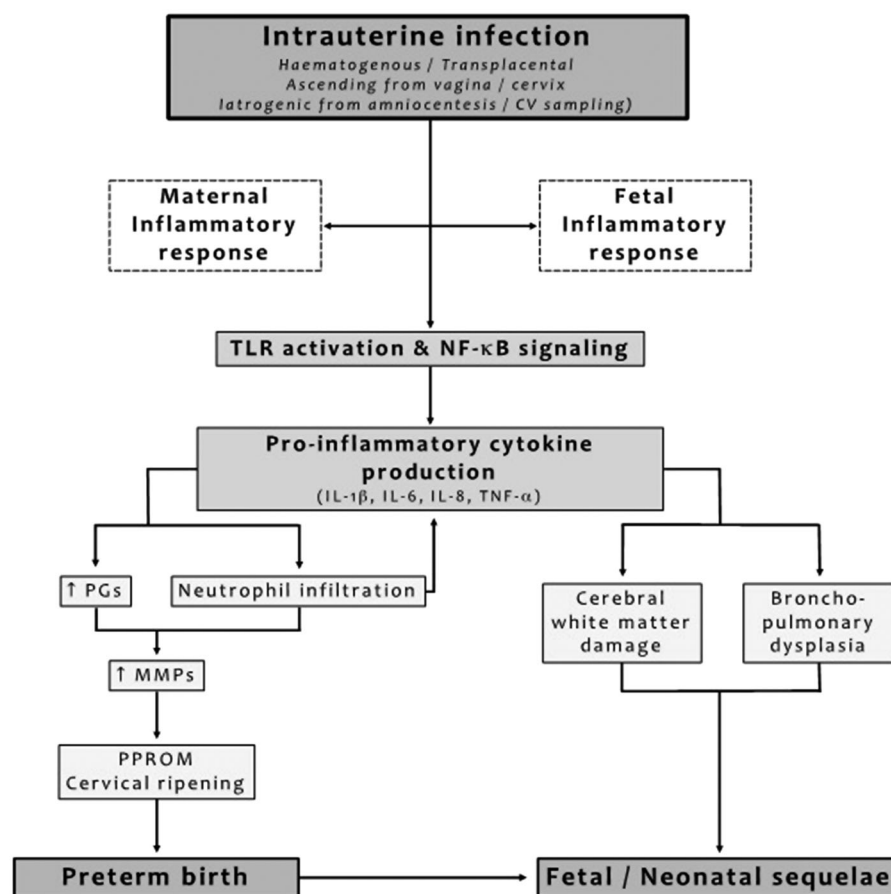 Intrauterine infection
Haematogenous / Transplacental
Ascending from vagina / cervix
Iatrogenic from amniocentesis / CV sampling)
Maternal
Inflammatory
response
Fetal
Inflammatory
response
TLR activation & NF-κB signaling
Pro-inflammatory cytokine
production
(IL-1β, IL-6, IL-8, TNF-α)
↑ PGs
Neutrophil infiltration
Cerebral
white matter
damage
Broncho-
pulmonary
dysplasia
↑ MMPs
PPROM
Cervical ripening
Preterm birth
Fetal / Neonatal sequelae